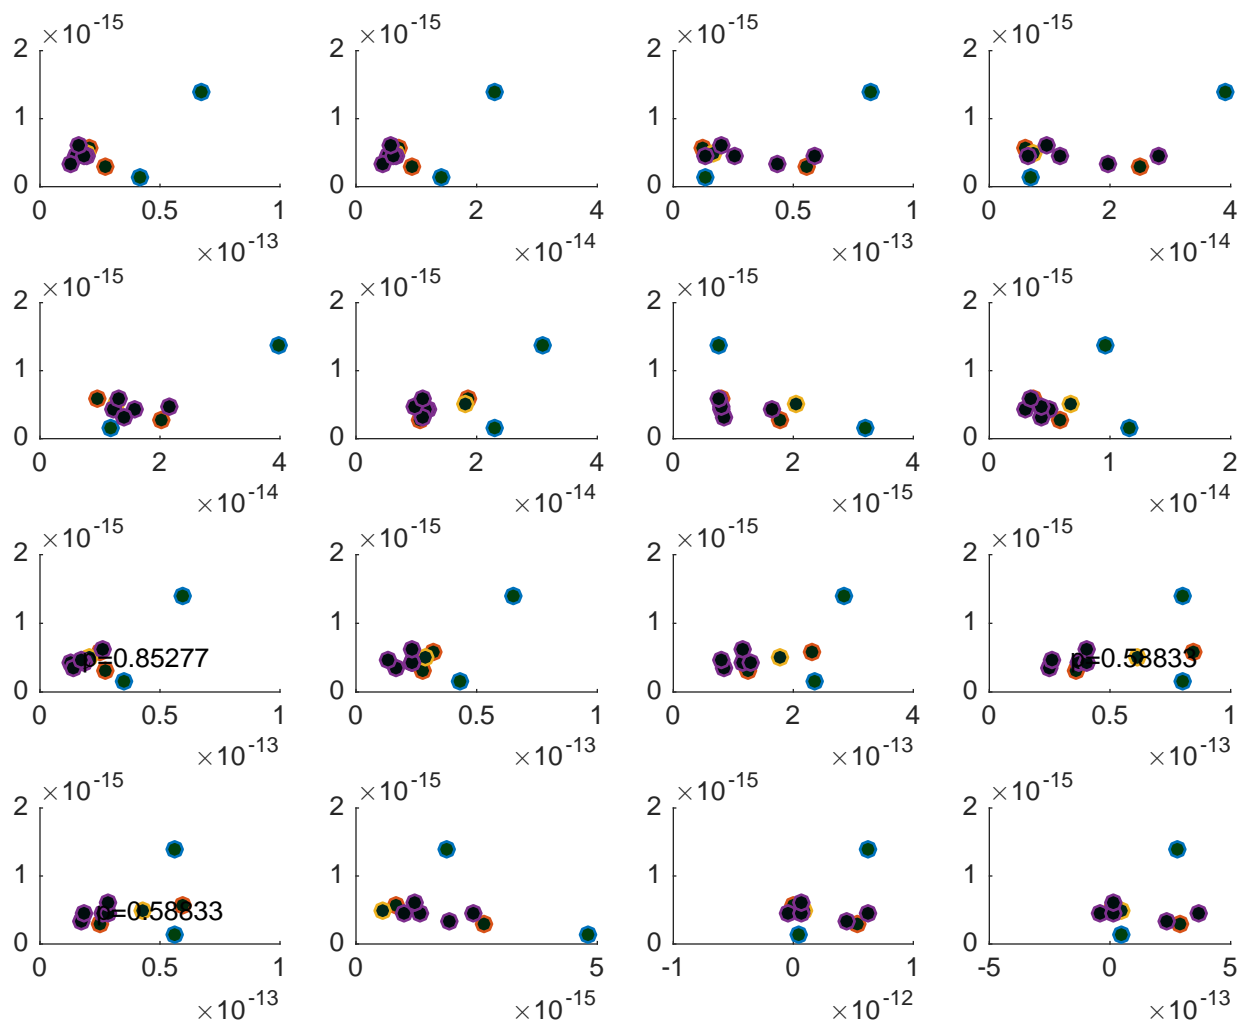 ×10-15 ×10-15 ×10-15 ×10-15
2 2 2 2
1 1 1 1
0 0 0 0
0 0.5 1 0 2 4 0 0.5 1 0 2 4
×10-13 ×10-14 ×10-13 ×10-14
×10-15 ×10-15 ×10-15 ×10-15
2 2 2 2
1 1 1 1
0 0 0 0
0 2 4 0 2 4 0 2 4 0 1 2
×10-14 ×10-14 ×10-15 ×10-14
×10-15 ×10-15 ×10-15 ×10-15
2 2 2 2
1 1 1 1
p=0.85277 p=0.58833
0 0 0 0
0 0.5 1 0 0.5 1 0 2 4 0 0.5 1
×10-13 ×10-13 ×10-13 ×10-13
×10-15 ×10-15 ×10-15 ×10-15
2 2 2 2
1 1 1 1
p=0.58833
0 0 0 0
0 0.5 1 0 5 -1 0 1 -5 0 5
×10-13 ×10-15 ×10-12 ×10-13